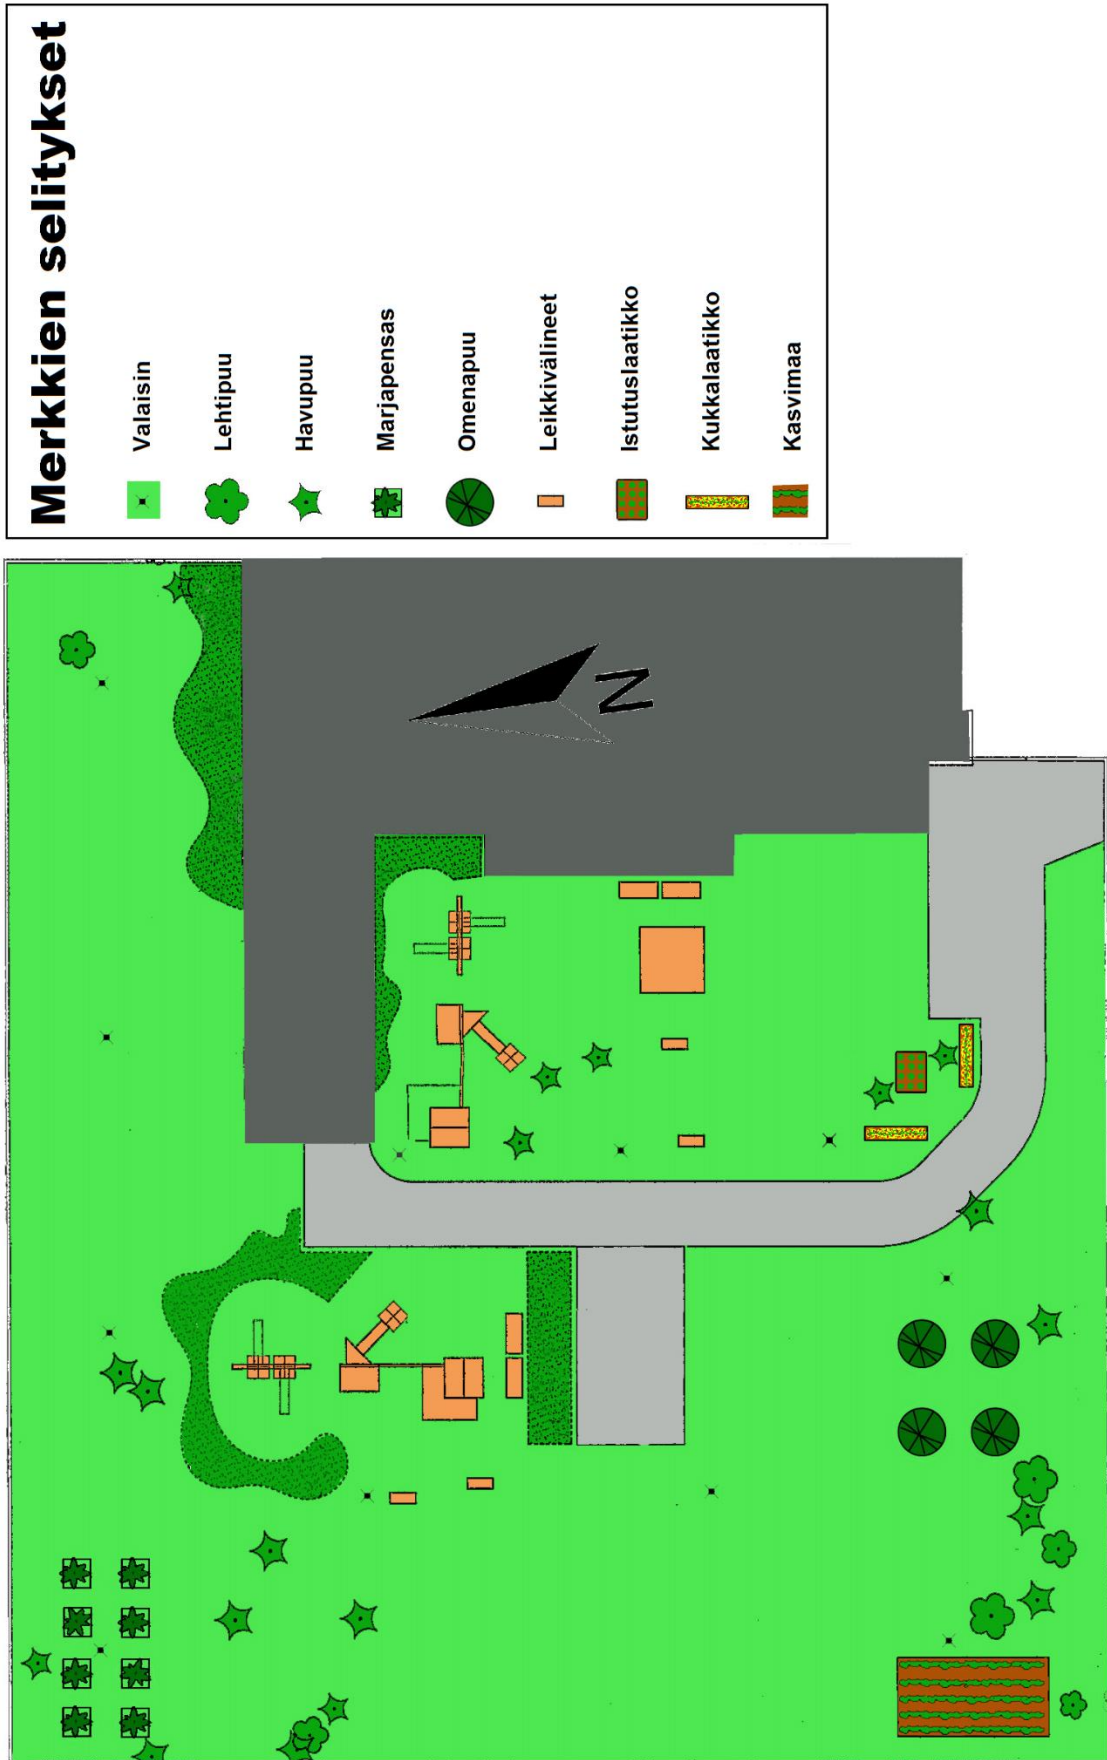 Merkkien selitykset
Valaisin
Lehtipuu
Havupuu
Marjapensas
Omenapuu
Leikkivälineet
Istutuslaatikko
Kukkalaatikko
Kasvimaa
N